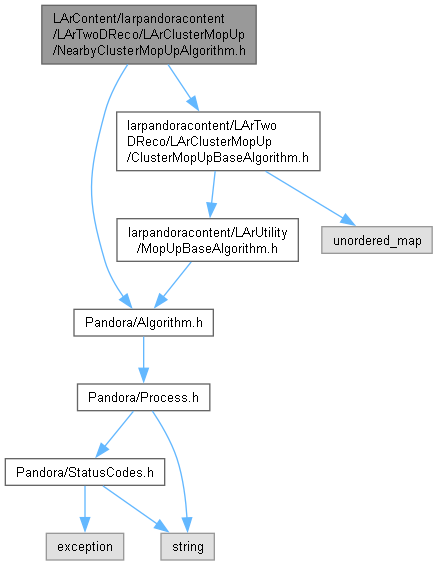 LArContent/larpandoracontent
/LArTwoDReco/LArClusterMopUp
/NearbyClusterMopUpAlgorithm.h
larpandoracontent/LArTwo
DReco/LArClusterMopUp
/ClusterMopUpBaseAlgorithm.h
larpandoracontent/LArUtility
/MopUpBaseAlgorithm.h
unordered_map
Pandora/Algorithm.h
Pandora/Process.h
Pandora/StatusCodes.h
exception
string